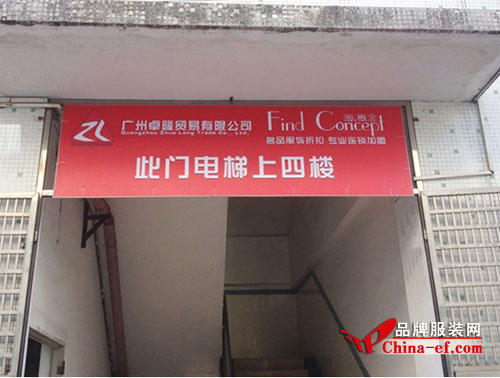 ZL
广州卓隆贸易有限公司
Guangzhou Zhuo Long Trade Co., Ltd.
Find Concept
淘.概念
名品服饰折扣 专业连锁加盟
此门电梯上四楼
品牌服装网
China-ef.com